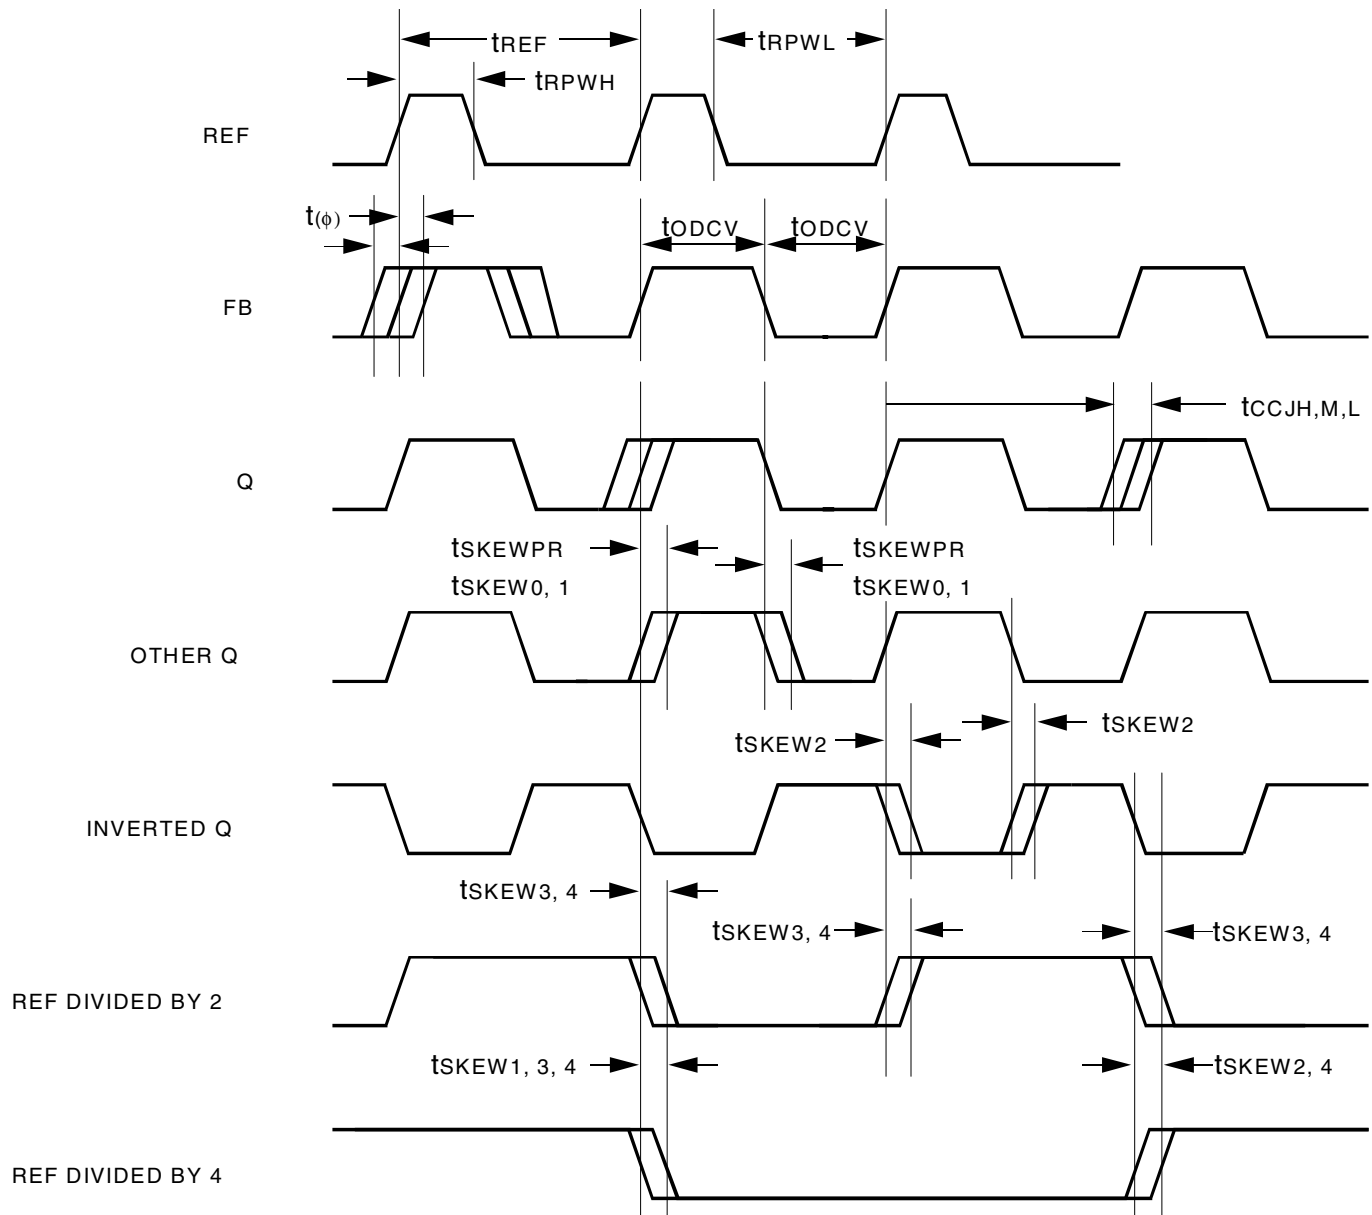 tREF
tRPWL
tRPWH
REF
t(ϕ)
tODCV
tODCV
FB
tCCJH,M,L
Q
tSKEWPR
tSKEW0, 1
tSKEWPR
tSKEW0, 1
OTHER Q
tSKEW2
tSKEW2
INVERTED Q
tSKEW3, 4
tSKEW3, 4
tSKEW3, 4
REF DIVIDED BY 2
tSKEW1, 3, 4
tSKEW2, 4
REF DIVIDED BY 4